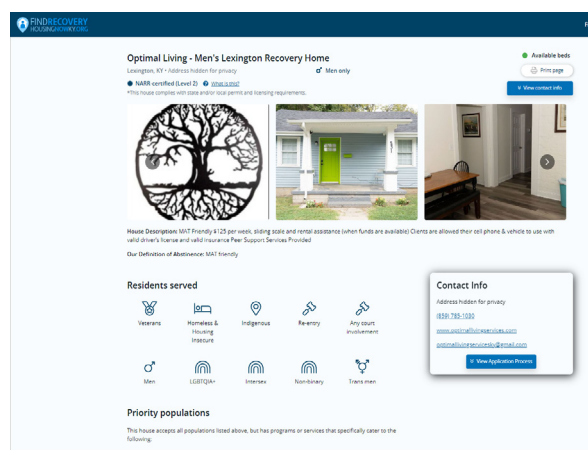 FINDRECOVERY
HOUSINGNOWKY.ORG
Optimal Living - Men's Lexington Recovery Home
Available beds
Lexington, KY • Address hidden for privacy
Men only
Print page
NARR certified (Level 2)
What is this?
View contact info
*This house complies with state and/or local permit and licensing requirements.
House Description: MAT Friendly $125 per week, sliding scale and rental assistance (when funds are available) Clients are allowed their cell phone & vehicle to use with
valid driver's license and valid insurance Peer Support Services Provided
Our Definition of Abstinence: MAT friendly
Residents served
Veterans
Homeless &
Housing
Insecure
Indigenous
Re-entry
Any court
involvement
Men
LGBTQIA+
Intersex
Non-binary
Trans men
Contact Info
Address hidden for privacy
(859) 785-1030
www.optimallivingservices.com
optimallivingservicesky@gmail.com
View Application Process
Priority populations
This house accepts all populations listed above, but has programs or services that specifically cater to the
following: